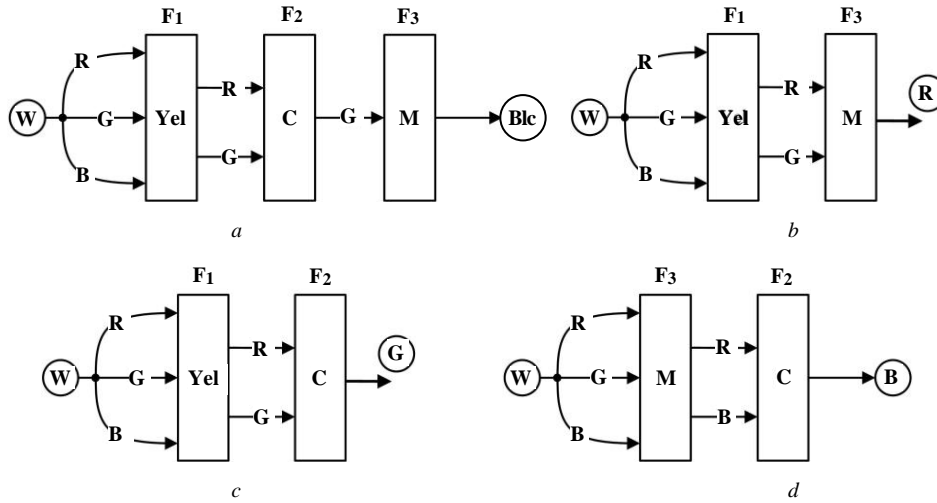 F1 F2 F3
R R
W G Yel C G M Blc
B G
a
F1 F3
R R R
W G Yel M
B G
b
F1 F2
R R G
W G Yel C
B G
c
F3 F2
R R
W G M C B
B B
d